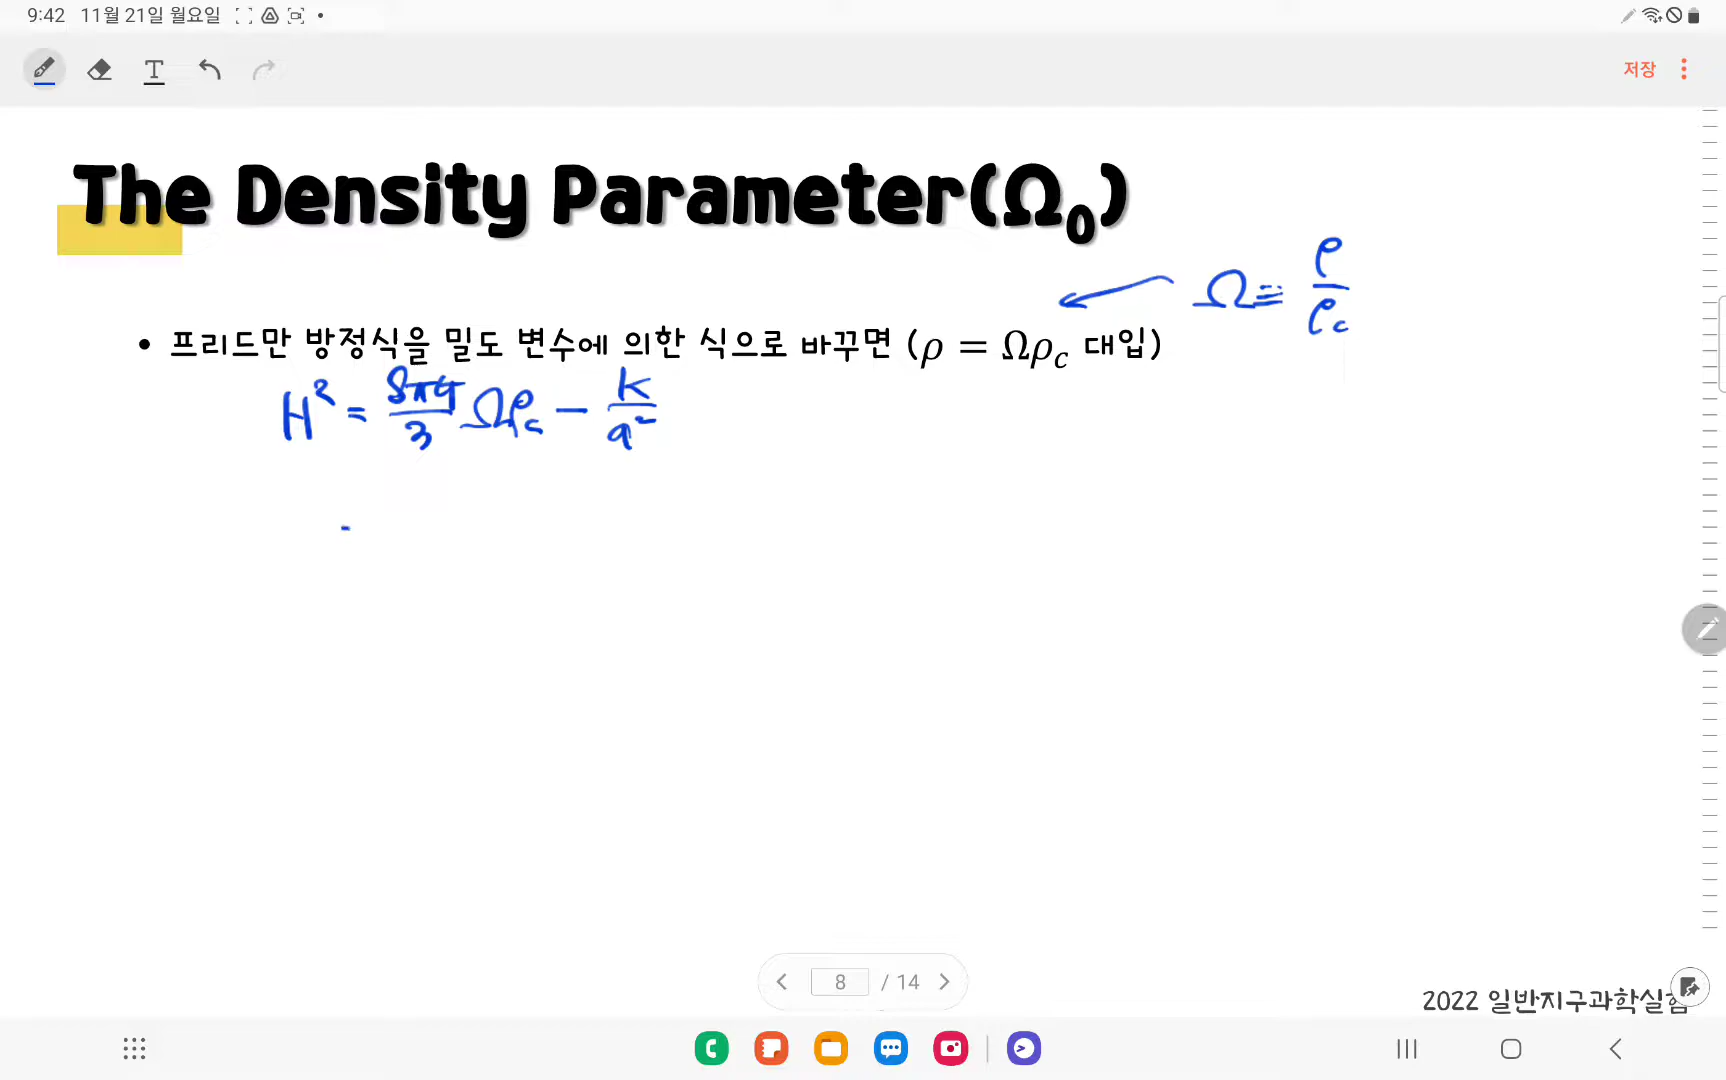 9:42 11월 21일 월요일
저장
The Density Parameter(Ω₀)
Ω ≡ ρ/ρc
• 프리드만 방정식을 밀도 변수에 의한 식으로 바꾸면 (ρ = Ωρc 대입)
H² = 8πG/3 Ωρc − k/a²
8 / 14
2022 일반지구과학실험